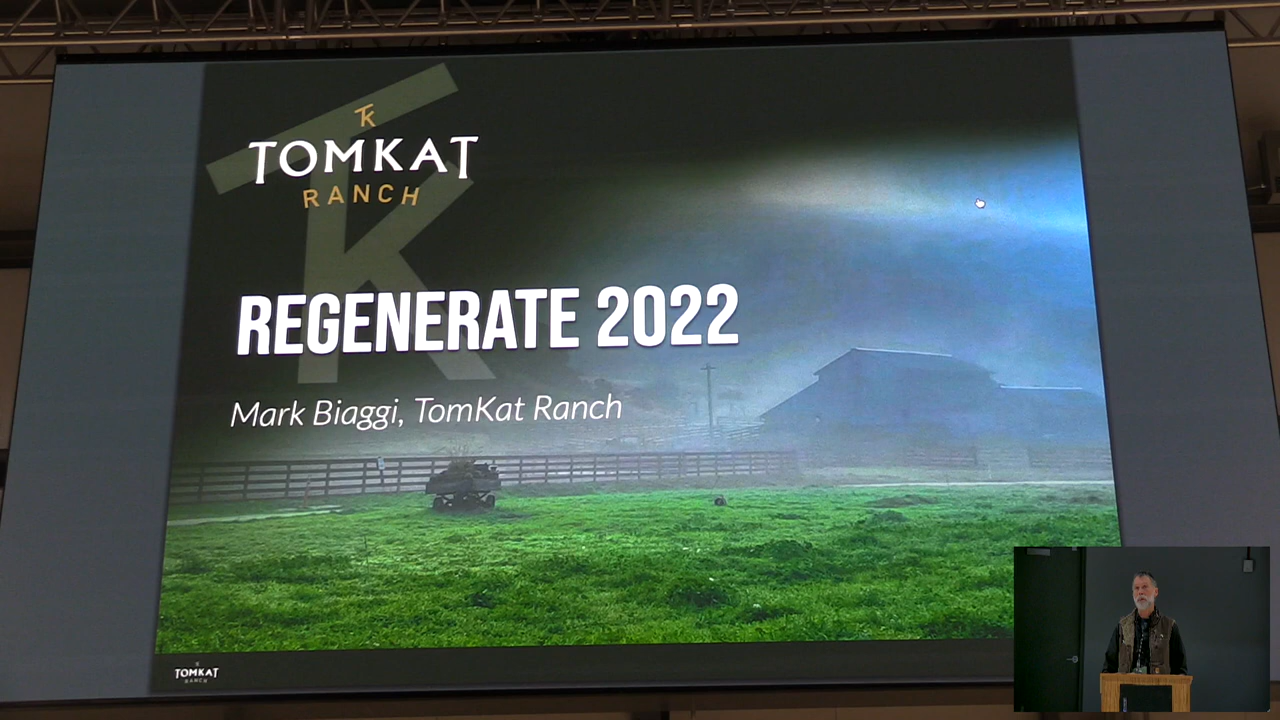 TK
TOMKAT
RANCH
REGENERATE 2022
Mark Biaggi, TomKat Ranch
TOMKAT
RANCH